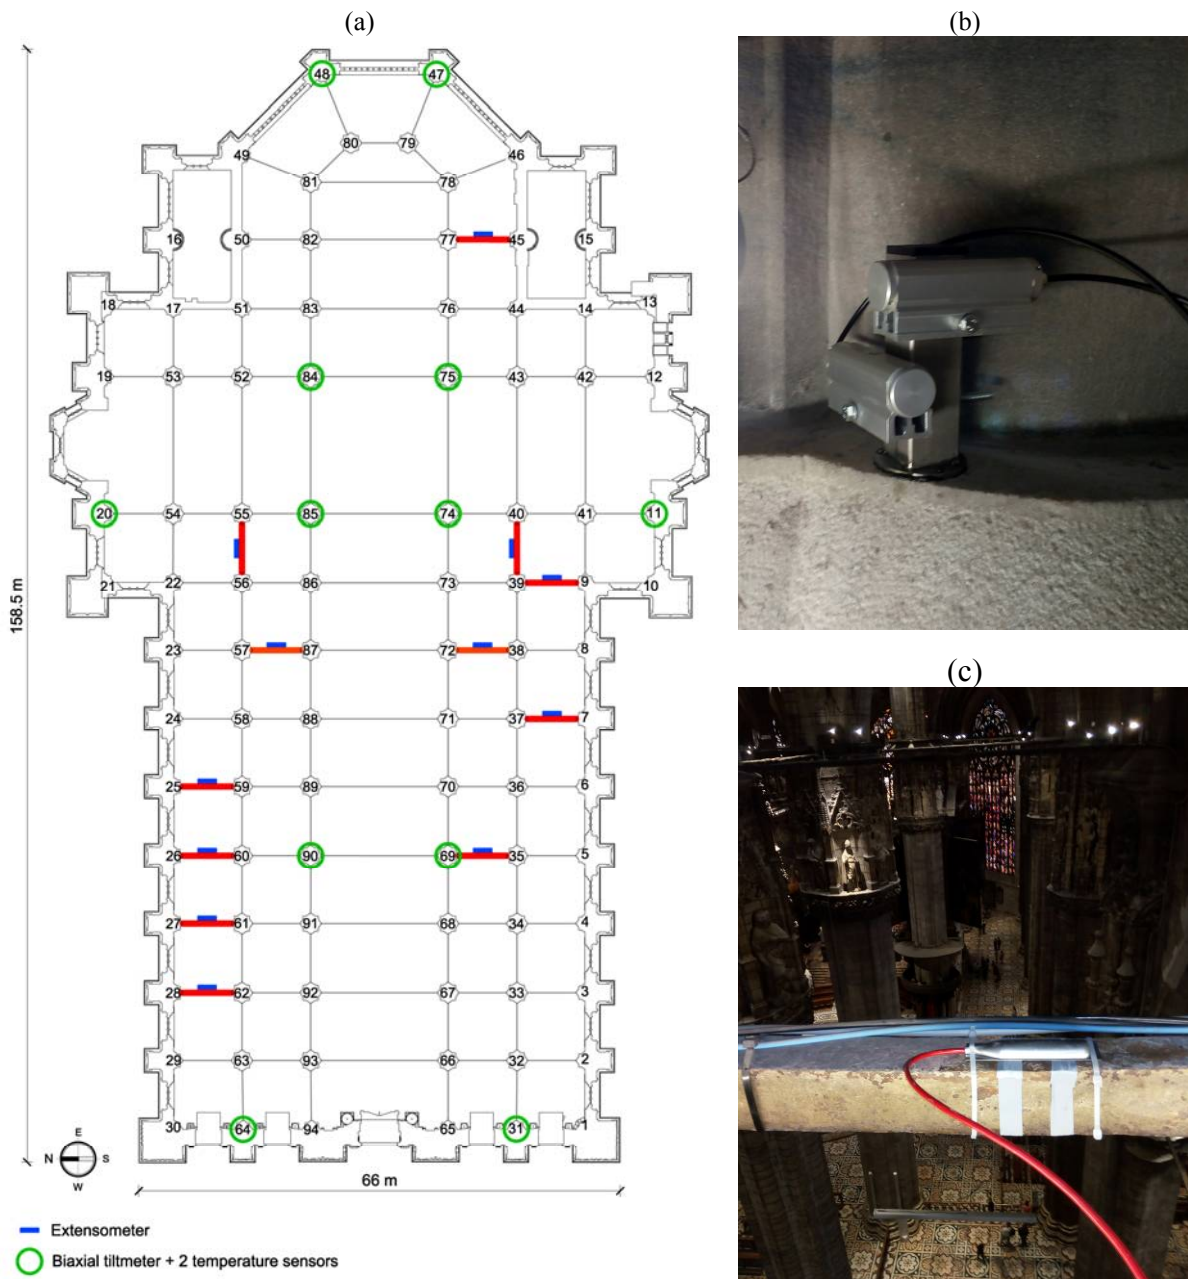 (a)
(b)
48 47
80 79
49 46
81 78
16 50 82 77 45 15
18 17 51 83 76 44 14 13
19 53 52 84 75 43 42 12
20 54 55 85 74 40 41 11
21 22 56 86 73 39 9 10
158.5 m
23 57 87 72 38 8
(c)
24 58 88 71 37 7
25 59 89 70 36 6
26 60 90 69 35 5
27 61 91 68 34 4
28 62 92 67 33 3
29 63 93 66 32 2
30 64 94 65 31 1
E
N S
W
66 m
Extensometer
Biaxial tiltmeter + 2 temperature sensors